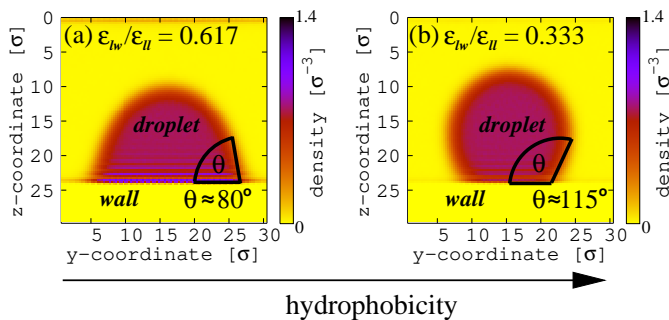 (a) ε_lw/ε_ll = 0.617
droplet
θ
wall
θ≈80°
z-coordinate [σ]
0
5
10
15
20
25
5 10 15 20 25 30
y-coordinate [σ]
1.4
0
density [σ⁻³]
(b) ε_lw/ε_ll = 0.333
droplet
θ
wall
θ≈115°
z-coordinate [σ]
0
5
10
15
20
25
5 10 15 20 25 30
y-coordinate [σ]
1.4
0
density [σ⁻³]
hydrophobicity